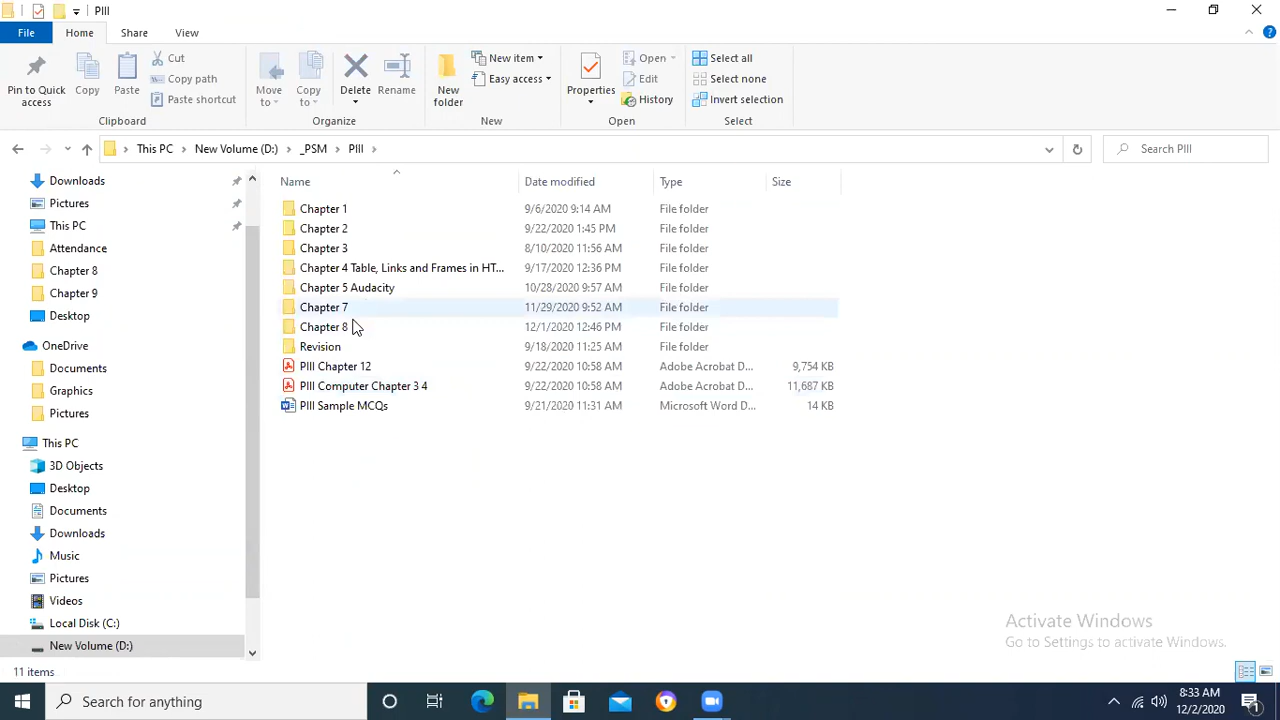 PIII
File Home Share View
Pin to Quick access
Copy
Paste
Cut
Copy path
Paste shortcut
Clipboard
Move to
Copy to
Delete
Rename
Organize
New folder
New item
Easy access
New
Properties
Open
Edit
History
Open
Select all
Select none
Invert selection
Select
This PC New Volume (D:) _PSM PIII
Search PIII
Downloads
Pictures
This PC
Attendance
Chapter 8
Chapter 9
Desktop
OneDrive
Documents
Graphics
Pictures
This PC
3D Objects
Desktop
Documents
Downloads
Music
Pictures
Videos
Local Disk (C:)
New Volume (D:)
Name Date modified Type Size
Chapter 1 9/6/2020 9:14 AM File folder
Chapter 2 9/22/2020 1:45 PM File folder
Chapter 3 8/10/2020 11:56 AM File folder
Chapter 4 Table, Links and Frames in HT... 9/17/2020 12:36 PM File folder
Chapter 5 Audacity 10/28/2020 9:57 AM File folder
Chapter 7 11/29/2020 9:52 AM File folder
Chapter 8 12/1/2020 12:46 PM File folder
Revision 9/18/2020 11:25 AM File folder
PIII Chapter 12 9/22/2020 10:58 AM Adobe Acrobat D... 9,754 KB
PIII Computer Chapter 3 4 9/22/2020 10:58 AM Adobe Acrobat D... 11,687 KB
PIII Sample MCQs 9/21/2020 11:31 AM Microsoft Word D... 14 KB
Activate Windows
Go to Settings to activate Windows.
11 items
Search for anything
8:33 AM
12/2/2020
1